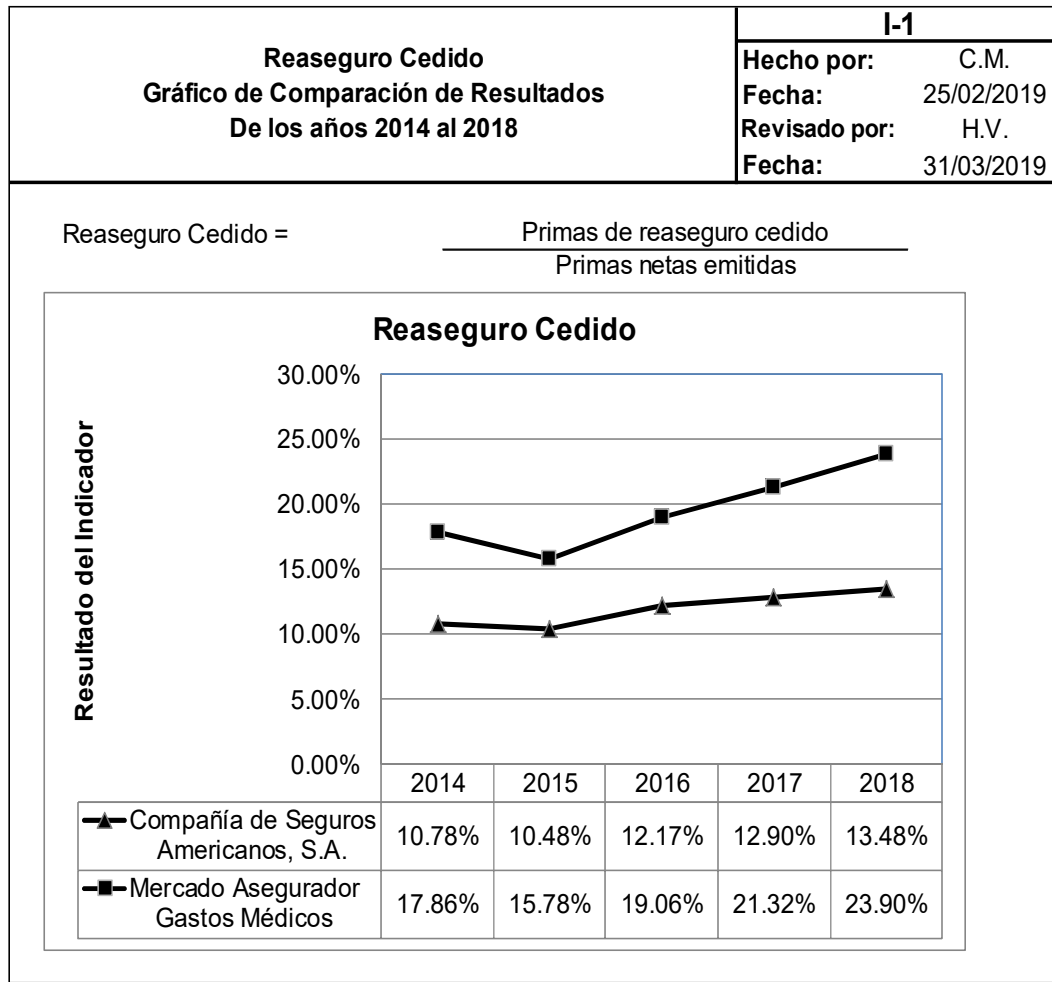 Reaseguro Cedido
Gráfico de Comparación de Resultados
De los años 2014 al 2018
I-1
Hecho por: C.M.
Fecha: 25/02/2019
Revisado por: H.V.
Fecha: 31/03/2019
Reaseguro Cedido =
Primas de reaseguro cedido
Primas netas emitidas
Reaseguro Cedido
Resultado del Indicador
30.00%
25.00%
20.00%
15.00%
10.00%
5.00%
0.00%
2014 2015 2016 2017 2018
Compañía de Seguros
Americanos, S.A.
10.78% 10.48% 12.17% 12.90% 13.48%
Mercado Asegurador
Gastos Médicos
17.86% 15.78% 19.06% 21.32% 23.90%